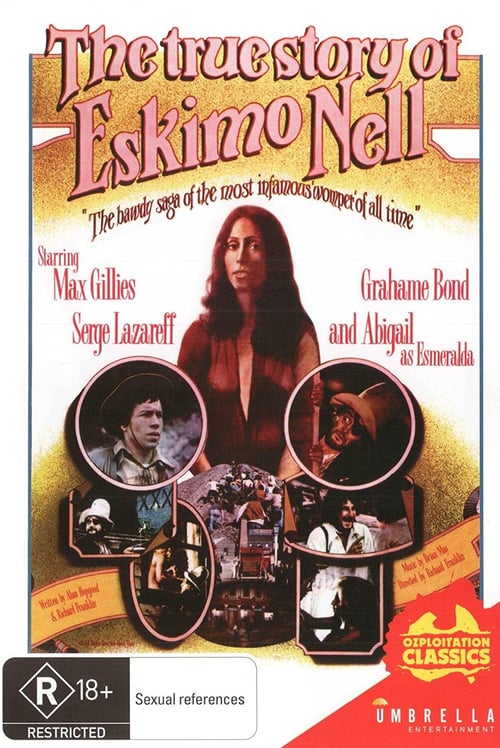 The true story of
Eskimo Nell
"The bawdy saga of the most infamous 'womper' of all time"
Starring
Max Gillies
Grahame Bond
Serge Lazareff
and Abigail
as Esmeralda
Written by Alan Hopgood
& Richard Franklin
Music by Brian May
Directed by Richard Franklin
OZPLOITATION
CLASSICS
R 18+
RESTRICTED
Sexual references
UMBRELLA
ENTERTAINMENT